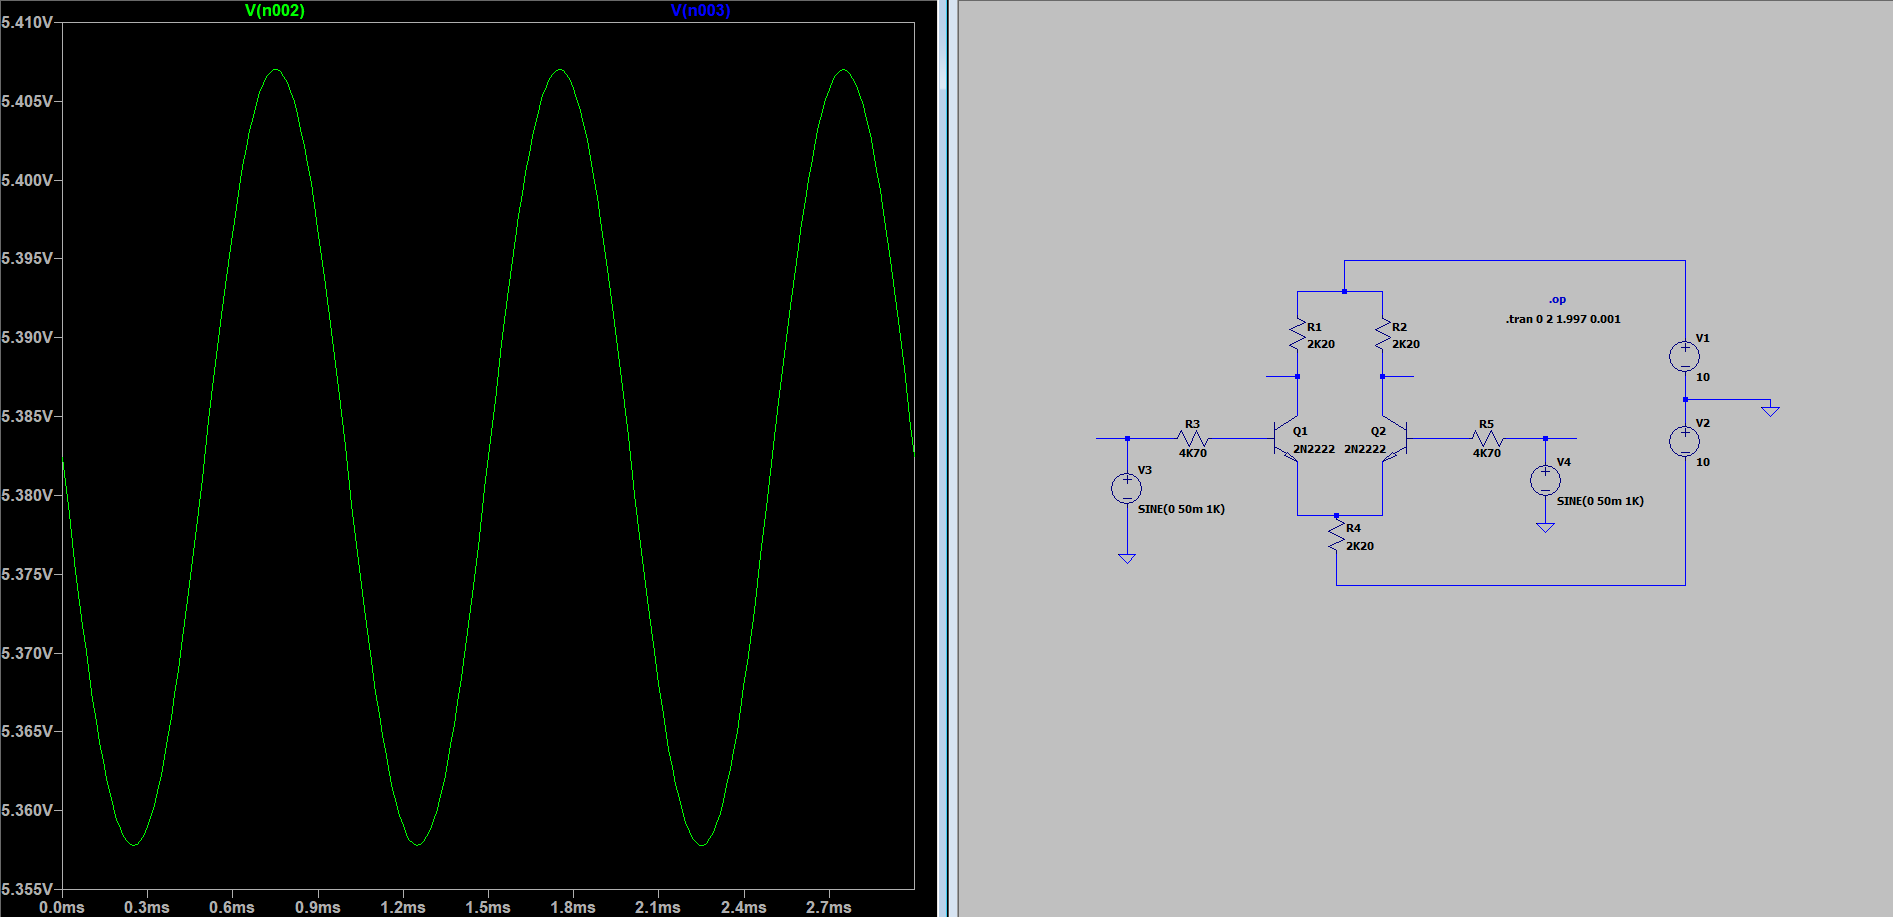 V(n002)
V(n003)
5.410V
5.405V
5.400V
5.395V
5.390V
5.385V
5.380V
5.375V
5.370V
5.365V
5.360V
5.355V
0.0ms
0.3ms
0.6ms
0.9ms
1.2ms
1.5ms
1.8ms
2.1ms
2.4ms
2.7ms
.op
.tran 0 2 1.997 0.001
R1
2K20
R2
2K20
V1
10
V2
10
R3
4K70
Q1
2N2222
Q2
2N2222
R5
4K70
V3
SINE(0 50m 1K)
V4
SINE(0 50m 1K)
R4
2K20